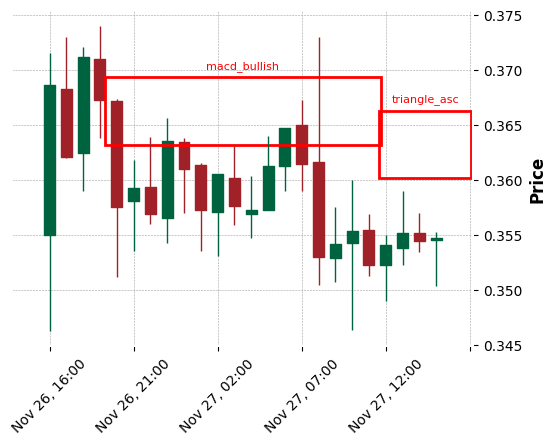 0.375
macd_bullish
0.370
triangle_asc
0.365
0.360
Price
0.355
0.350
0.345
Nov 26, 16:00
Nov 26, 21:00
Nov 27, 02:00
Nov 27, 07:00
Nov 27, 12:00